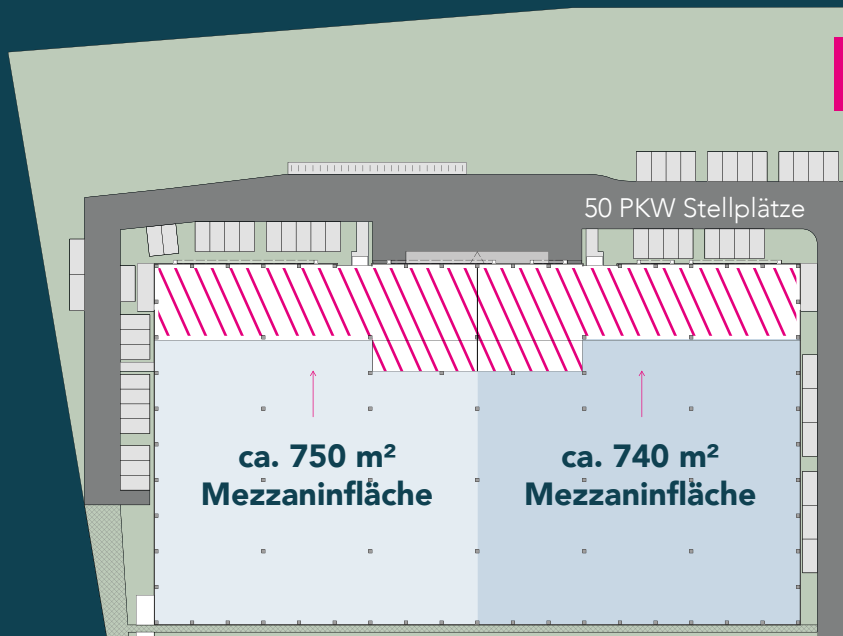 50 PKW Stellplätze
ca. 750 m²
Mezzaninfläche
ca. 740 m²
Mezzaninfläche